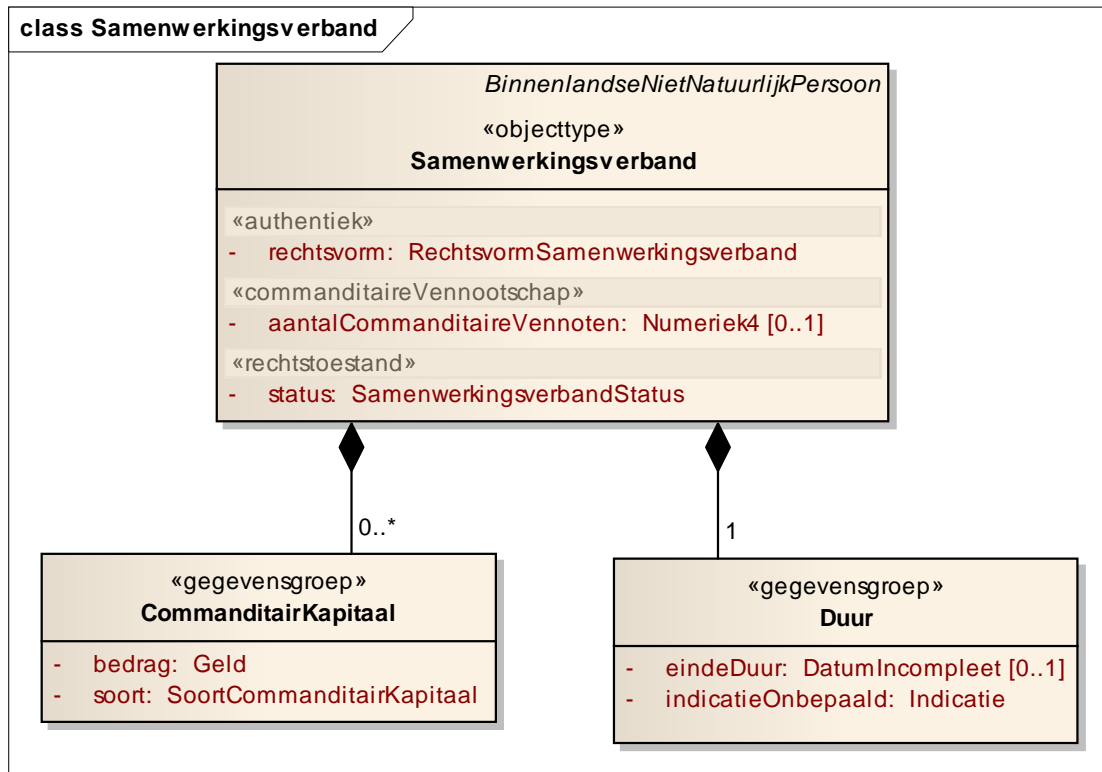 class Samenwerkingsverband
BinnenlandseNietNatuurlijkPersoon
«objecttype»
Samenwerkingsverband
«authentiek»
- rechtsvorm: RechtsvormSamenwerkingsverband
«commanditaireVennootschap»
- aantalCommanditaireVennoten: Numeriek4 [0..1]
«rechtstoestand»
- status: SamenwerkingsverbandStatus
0..*
1
«gegevensgroep»
CommanditairKapitaal
- bedrag: Geld
- soort: SoortCommanditairKapitaal
«gegevensgroep»
Duur
- eindeDuur: DatumIncompleet [0..1]
- indicatieOnbepaald: Indicatie